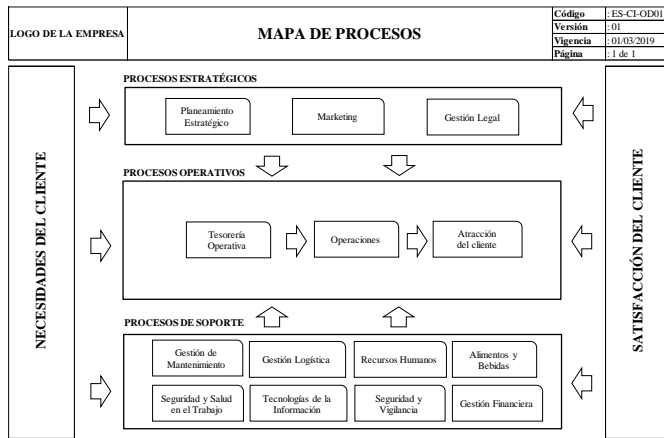 LOGO DE LA EMPRESA
MAPA DE PROCESOS
Código : ES-CI-OD01
Versión : 01
Vigencia : 01/03/2019
Página : 1 de 1
NECESIDADES DEL CLIENTE
PROCESOS ESTRATÉGICOS
Planeamiento
Estratégico
Marketing
Gestión Legal
PROCESOS OPERATIVOS
Tesorería
Operativa
Operaciones
Atracción
del cliente
PROCESOS DE SOPORTE
Gestión de
Mantenimiento
Gestión Logística
Recursos Humanos
Alimentos y
Bebidas
Seguridad y Salud
en el Trabajo
Tecnologías de la
Información
Seguridad y
Vigilancia
Gestión Financiera
SATISFACCIÓN DEL CLIENTE